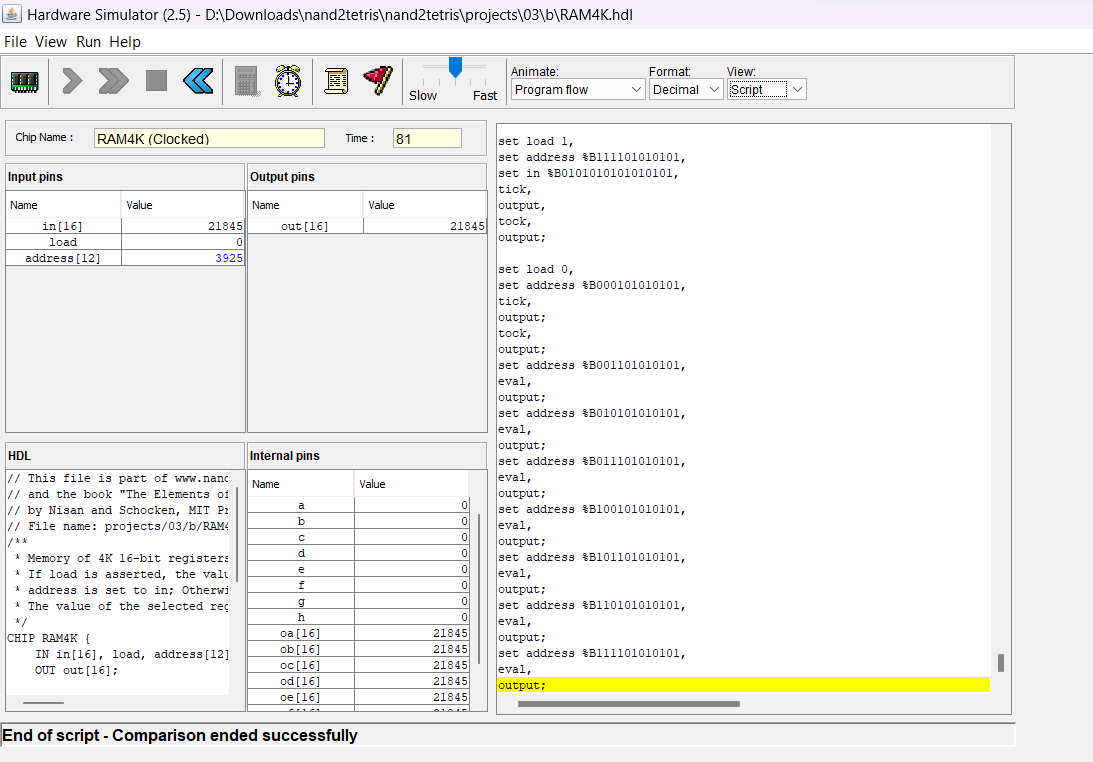 Hardware Simulator (2.5) - D:\Downloads\nand2tetris\nand2tetris\projects\03\b\RAM4K.hdl
File View Run Help
Slow Fast
Animate: Format: View:
Program flow Decimal Script
Chip Name : RAM4K (Clocked) Time : 81
Input pins
Name Value
in[16] 21845
load 0
address[12] 3925
Output pins
Name Value
out[16] 21845
HDL
// This file is part of www.nand
// and the book "The Elements of
// by Nisan and Schocken, MIT Pr
// File name: projects/03/b/RAM4
/**
* Memory of 4K 16-bit registers
* If load is asserted, the valu
* address is set to in; Otherwi
* The value of the selected reg
*/
CHIP RAM4K {
IN in[16], load, address[12]
OUT out[16];
Internal pins
Name Value
a 0
b 0
c 0
d 0
e 0
f 0
g 0
h 0
oa[16] 21845
ob[16] 21845
oc[16] 21845
od[16] 21845
oe[16] 21845
set load 1,
set address %B111101010101,
set in %B0101010101010101,
tick,
output,
tock,
output;
set load 0,
set address %B000101010101,
tick,
output;
tock,
output;
set address %B001101010101,
eval,
output;
set address %B010101010101,
eval,
output;
set address %B011101010101,
eval,
output;
set address %B100101010101,
eval,
output;
set address %B101101010101,
eval,
output;
set address %B110101010101,
eval,
output;
set address %B111101010101,
eval,
output;
End of script - Comparison ended successfully